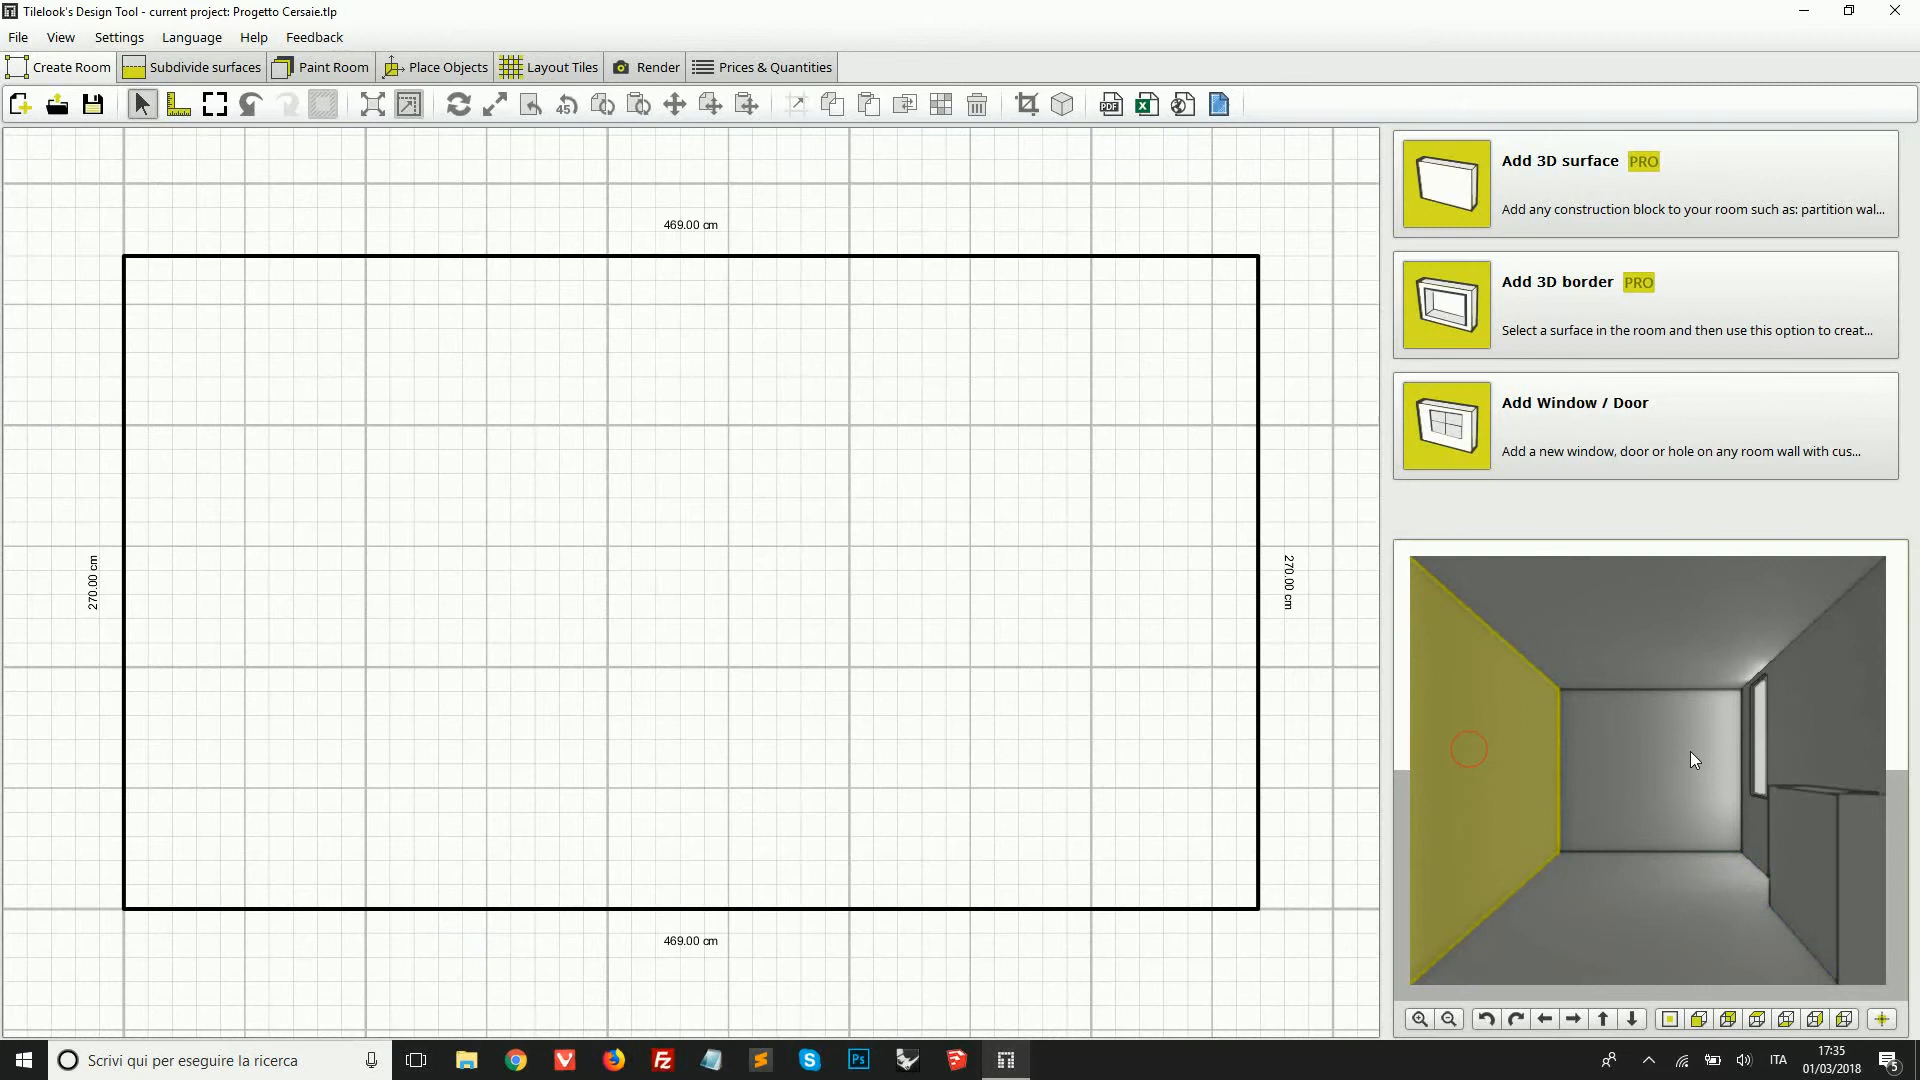 Tilelook's Design Tool - current project: Progetto Cersaie.tlp
File View Settings Language Help Feedback
Create Room Subdivide surfaces Paint Room Place Objects Layout Tiles Render Prices & Quantities
45 PDF X
Add 3D surface PRO
Add any construction block to your room such as: partition wal...
Add 3D border PRO
Select a surface in the room and then use this option to creat...
Add Window / Door
Add a new window, door or hole on any room wall with cus...
469.00 cm
270.00 cm
270.00 cm
469.00 cm
Scrivi qui per eseguire la ricerca
Fz
S
Ps
ITA
17:35
01/03/2018
5